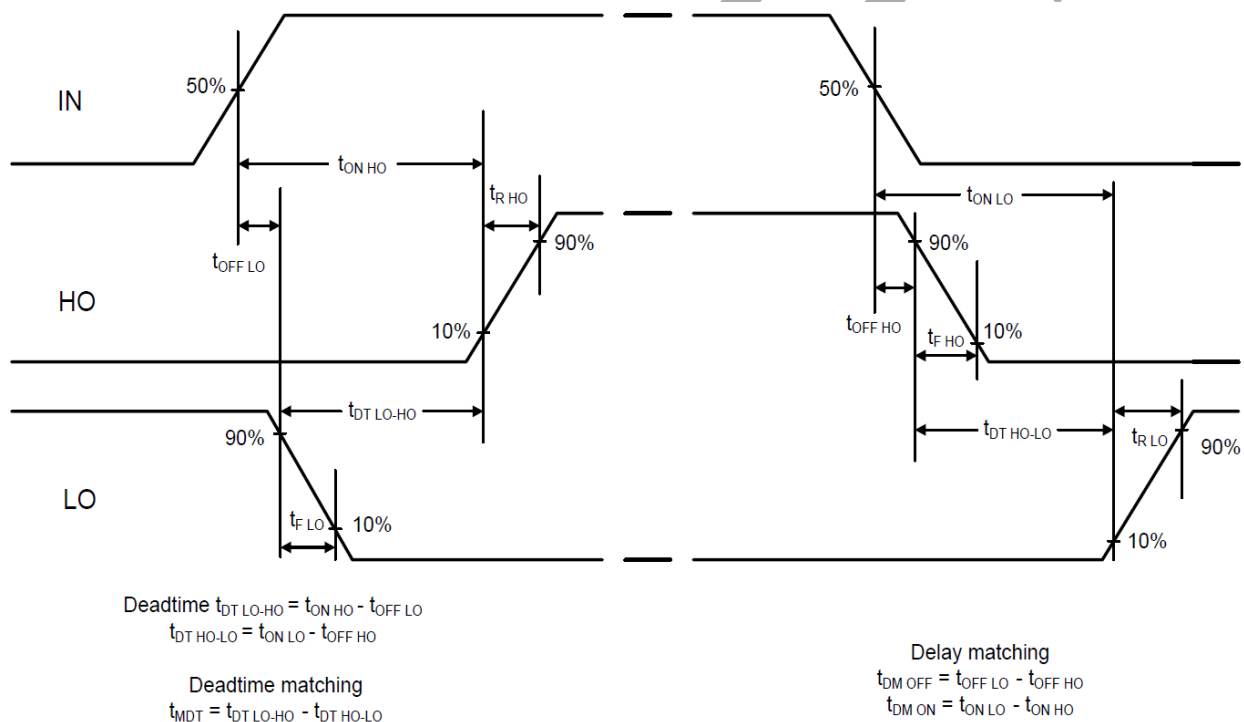 IN
50%
50%
tON HO
tON LO
tR HO
tOFF LO
90%
90%
HO
tOFF HO
10%
tF HO
10%
tDT LO-HO
90%
tDT HO-LO
tR LO
90%
LO
tF LO
10%
10%
Deadtime tDT LO-HO = tON HO - tOFF LO
tDT HO-LO = tON LO - tOFF HO
Deadtime matching
tMDT = tDT LO-HO - tDT HO-LO
Delay matching
tDM OFF = tOFF LO - tOFF HO
tDM ON = tON LO - tON HO